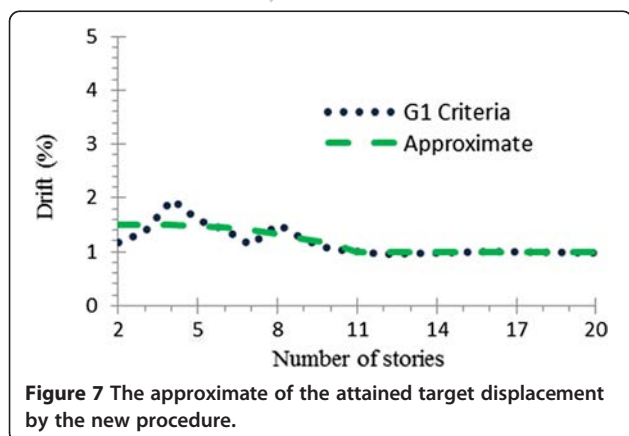 5
4
3
2
1
0
Drift (%)
G1 Criteria
Approximate
2 5 8 11 14 17 20
Number of stories
Figure 7 The approximate of the attained target displacement
by the new procedure.